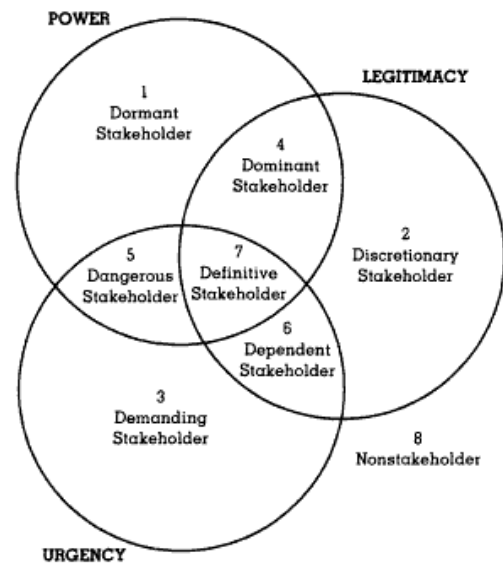 POWER
1
Dormant
Stakeholder
LEGITIMACY
4
Dominant
Stakeholder
2
Discretionary
Stakeholder
5
Dangerous
Stakeholder
7
Definitive
Stakeholder
6
Dependent
Stakeholder
3
Demanding
Stakeholder
8
Nonstakeholder
URGENCY